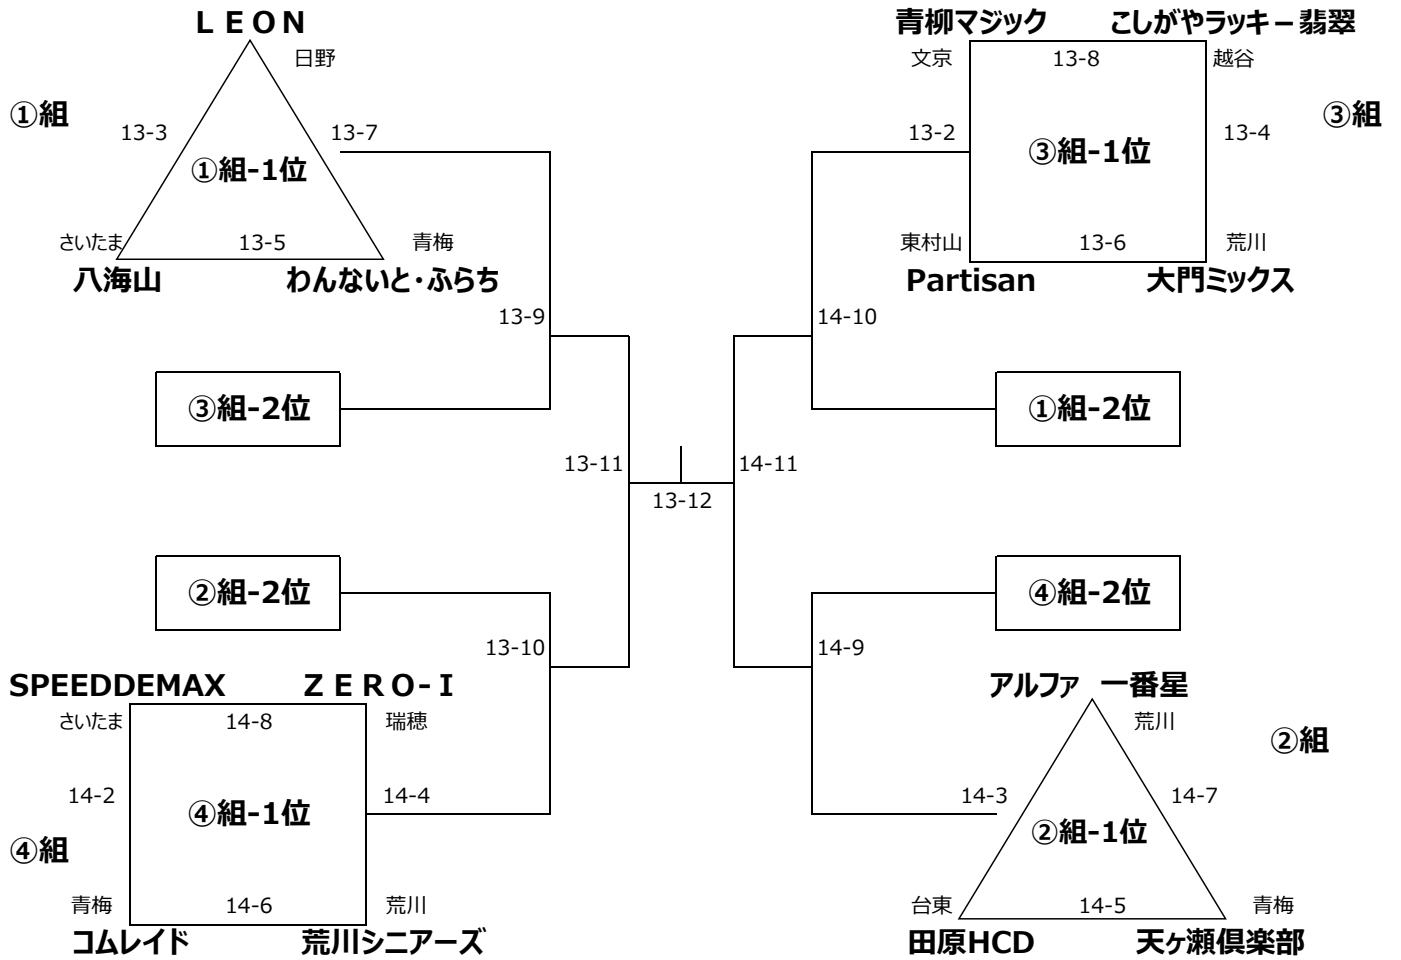 ＬＥＯＮ
青柳マジック
こしがやラッキー翡翠
日野
文京
13-8
越谷
①組
③組
13-3
13-7
13-2
③組-1位
13-4
①組-1位
さいたま
13-5
青梅
東村山
13-6
荒川
八海山
わんないと・ふらち
Partisan
大門ミックス
13-9
14-10
③組-2位
①組-2位
13-11
14-11
13-12
②組-2位
④組-2位
13-10
14-9
SPEEDDEMAX
ＺＥＲＯ-Ｉ
アルファ 一番星
さいたま
14-8
瑞穂
荒川
②組
14-2
④組-1位
14-4
14-3
14-7
④組
②組-1位
青梅
14-6
荒川
台東
14-5
青梅
コムレイド
荒川シニアーズ
田原HCD
天ヶ瀬倶楽部